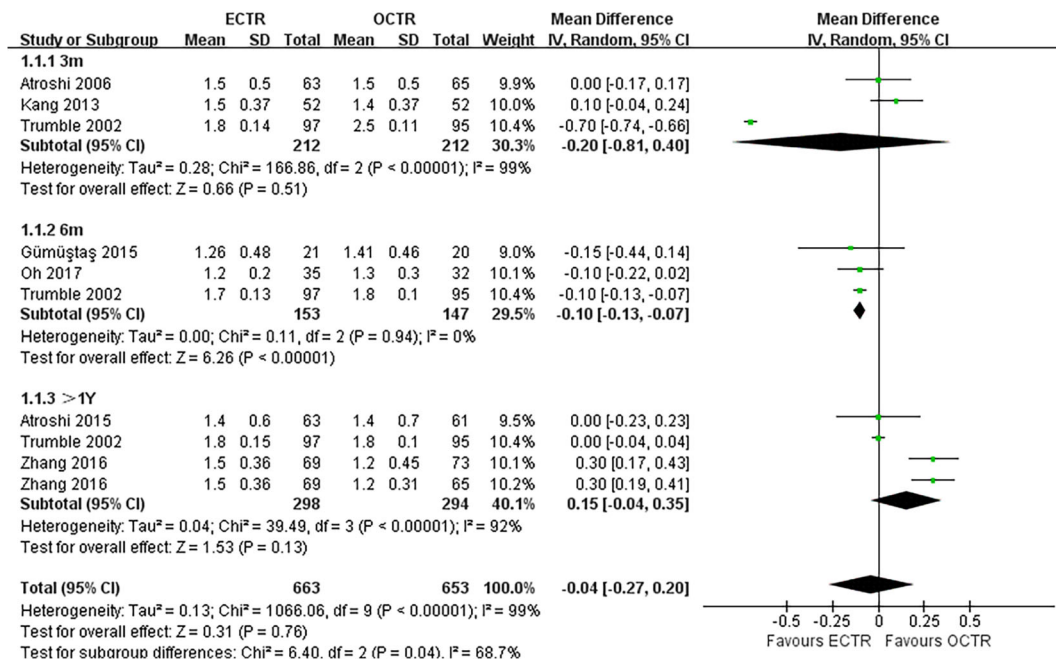 ECTR OCTR Mean Difference Mean Difference
Study or Subgroup Mean SD Total Mean SD Total Weight IV, Random, 95% CI IV, Random, 95% CI
1.1.1 3m
Atroshi 2006 1.5 0.5 63 1.5 0.5 65 9.9% 0.00 [-0.17, 0.17]
Kang 2013 1.5 0.37 52 1.4 0.37 52 10.0% 0.10 [-0.04, 0.24]
Trumble 2002 1.8 0.14 97 2.5 0.11 95 10.4% -0.70 [-0.74, -0.66]
Subtotal (95% CI) 212 212 30.3% -0.20 [-0.81, 0.40]
Heterogeneity: Tau² = 0.28; Chi² = 166.86, df = 2 (P < 0.00001); I² = 99%
Test for overall effect: Z = 0.66 (P = 0.51)
1.1.2 6m
Gümüştaş 2015 1.26 0.48 21 1.41 0.46 20 9.0% -0.15 [-0.44, 0.14]
Oh 2017 1.2 0.2 35 1.3 0.3 32 10.1% -0.10 [-0.22, 0.02]
Trumble 2002 1.7 0.13 97 1.8 0.1 95 10.4% -0.10 [-0.13, -0.07]
Subtotal (95% CI) 153 147 29.5% -0.10 [-0.13, -0.07]
Heterogeneity: Tau² = 0.00; Chi² = 0.11, df = 2 (P = 0.94); I² = 0%
Test for overall effect: Z = 6.26 (P < 0.00001)
1.1.3 >1Y
Atroshi 2015 1.4 0.6 63 1.4 0.7 61 9.5% 0.00 [-0.23, 0.23]
Trumble 2002 1.8 0.15 97 1.8 0.1 95 10.4% 0.00 [-0.04, 0.04]
Zhang 2016 1.5 0.36 69 1.2 0.45 73 10.1% 0.30 [0.17, 0.43]
Zhang 2016 1.5 0.36 69 1.2 0.31 65 10.2% 0.30 [0.19, 0.41]
Subtotal (95% CI) 298 294 40.1% 0.15 [-0.04, 0.35]
Heterogeneity: Tau² = 0.04; Chi² = 39.49, df = 3 (P < 0.00001); I² = 92%
Test for overall effect: Z = 1.53 (P = 0.13)
Total (95% CI) 663 653 100.0% -0.04 [-0.27, 0.20]
Heterogeneity: Tau² = 0.13; Chi² = 1066.06, df = 9 (P < 0.00001); I² = 99%
Test for overall effect: Z = 0.31 (P = 0.76)
Test for subgroup differences: Chi² = 6.40, df = 2 (P = 0.04), I² = 68.7%
-0.5 -0.25 0 0.25 0.5
Favours ECTR Favours OCTR